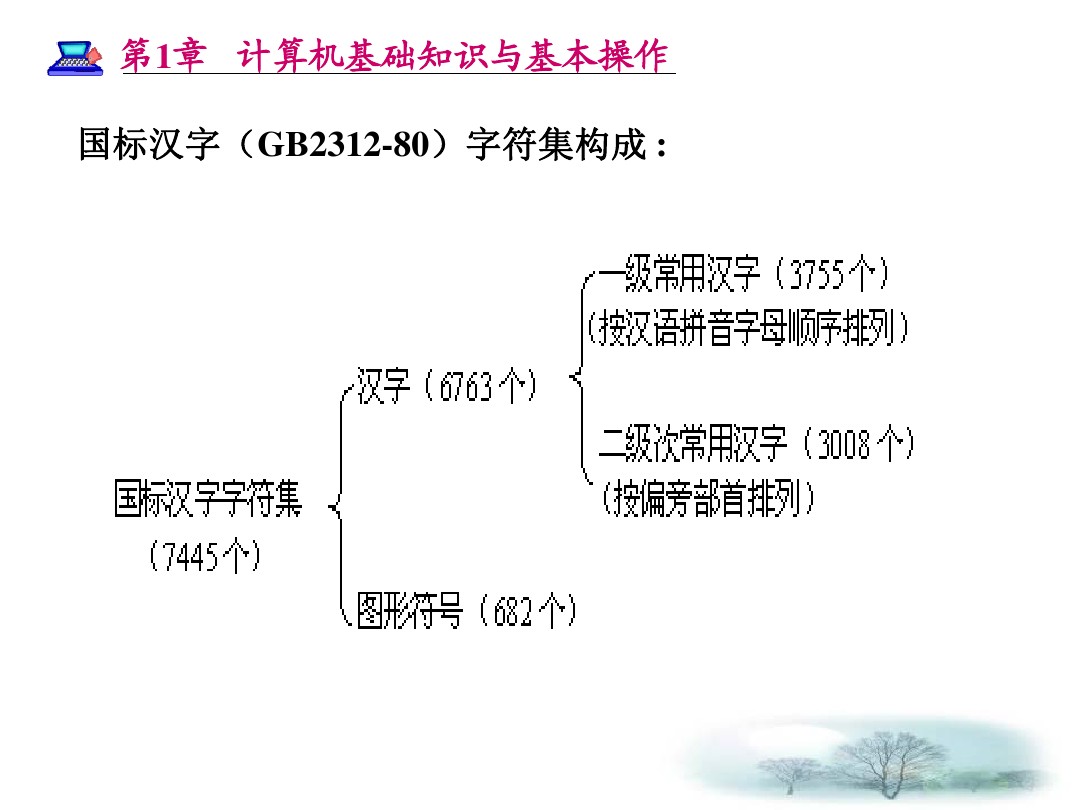 第1章 计算机基础知识与基本操作
国标汉字（GB2312-80）字符集构成：
一级常用汉字（3755个）
（按汉语拼音字母顺序排列）
汉字（6763个）
二级次常用汉字（3008个）
（按偏旁部首排列）
国标汉字字符集
（7445个）
图形符号（682个）